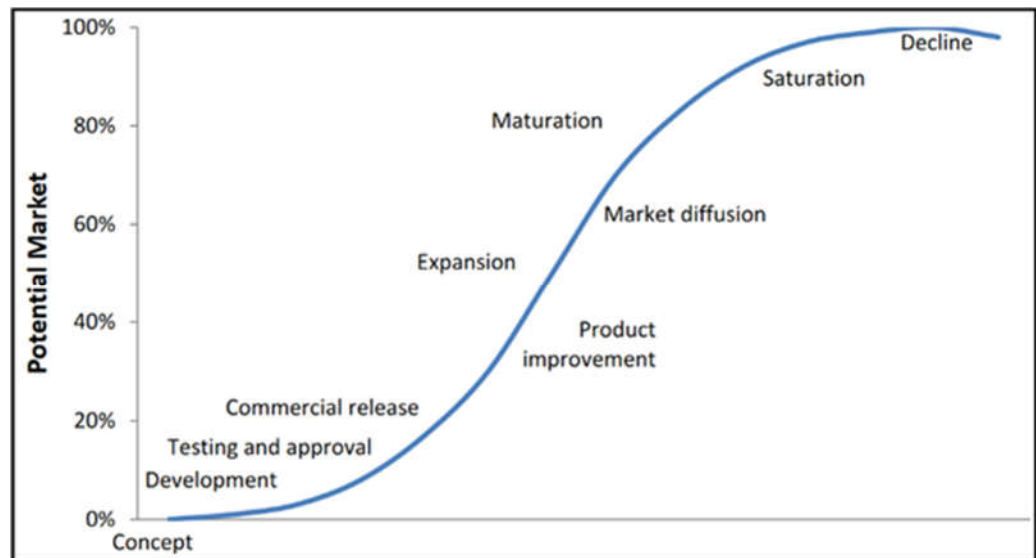 100%
Decline
Saturation
80%
Maturation
Market diffusion
60%
Expansion
Potential Market
40%
Product
improvement
20%
Commercial release
Testing and approval
Development
0%
Concept